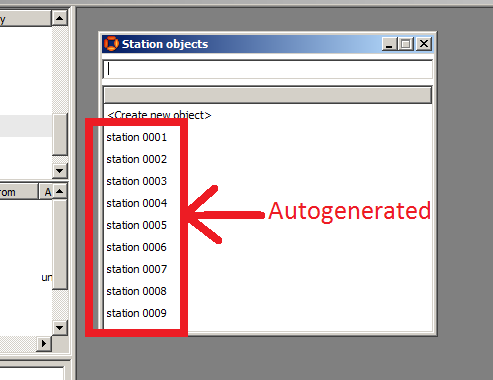 y
Station objects
<Create new object>
station 0001
station 0002
station 0003
rom A
station 0004
Autogenerated
station 0005
station 0006
station 0007
un
station 0008
station 0009